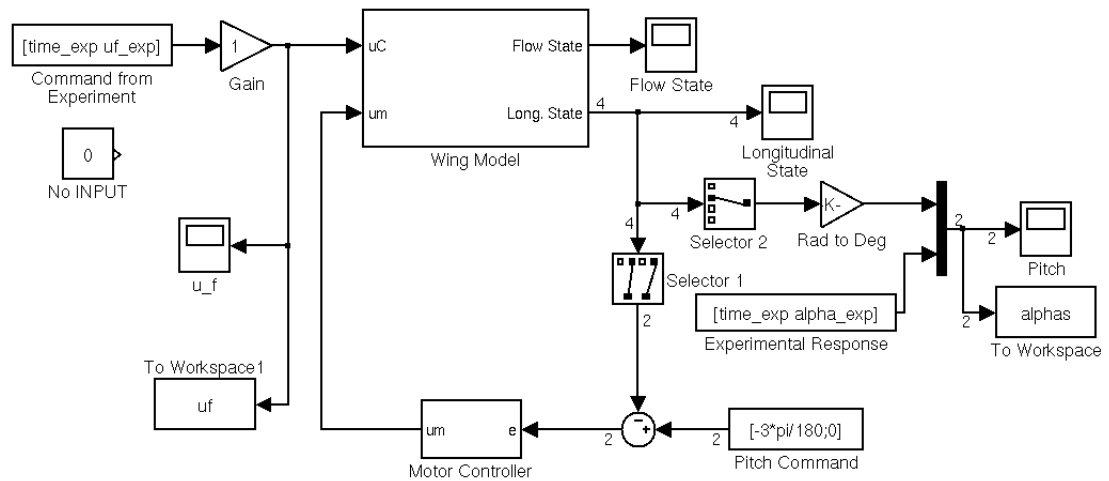 [time_exp uf_exp]
Command from
Experiment
1
Gain
uC
um
Flow State
Long. State
Wing Model
Flow State
4
4
Longitudinal
State
0
No INPUT
u_f
To Workspace1
uf
4
4
Selector 2
-K-
Rad to Deg
2
2
Pitch
Selector 1
2
[time_exp alpha_exp]
Experimental Response
2
alphas
To Workspace
um
e
Motor Controller
2
−
+
2
[-3*pi/180;0]
Pitch Command